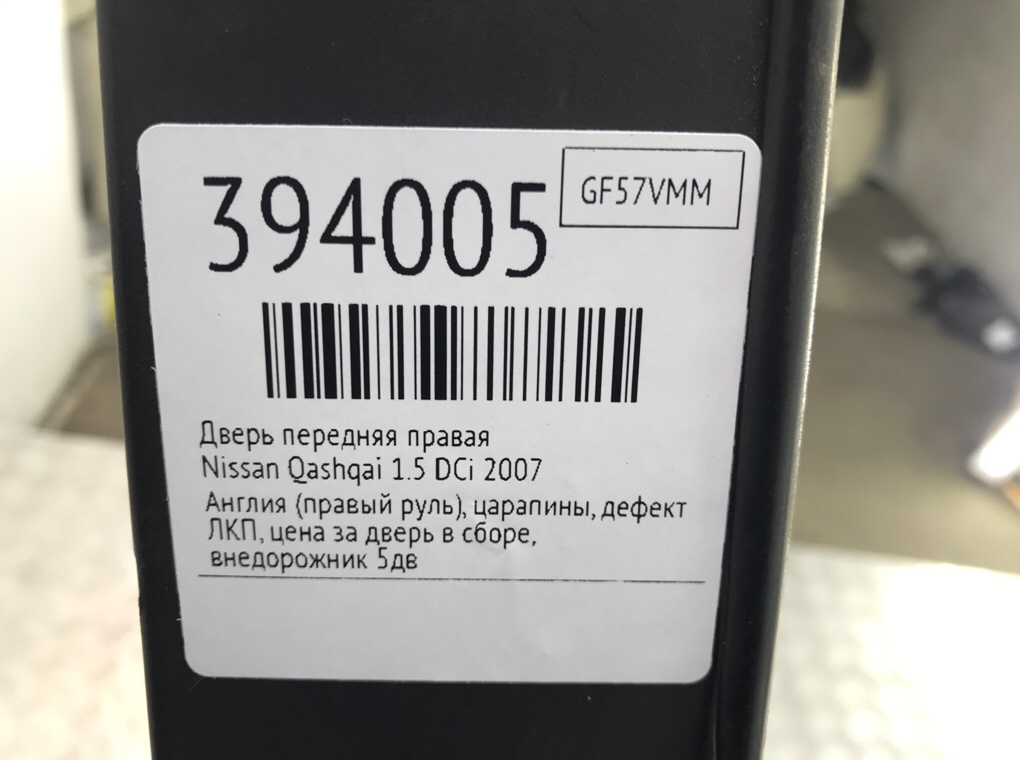 394005
GF57VMM
Дверь передняя правая
Nissan Qashqai 1.5 DCi 2007
Англия (правый руль), царапины, дефект
ЛКП, цена за дверь в сборе,
внедорожник 5дв